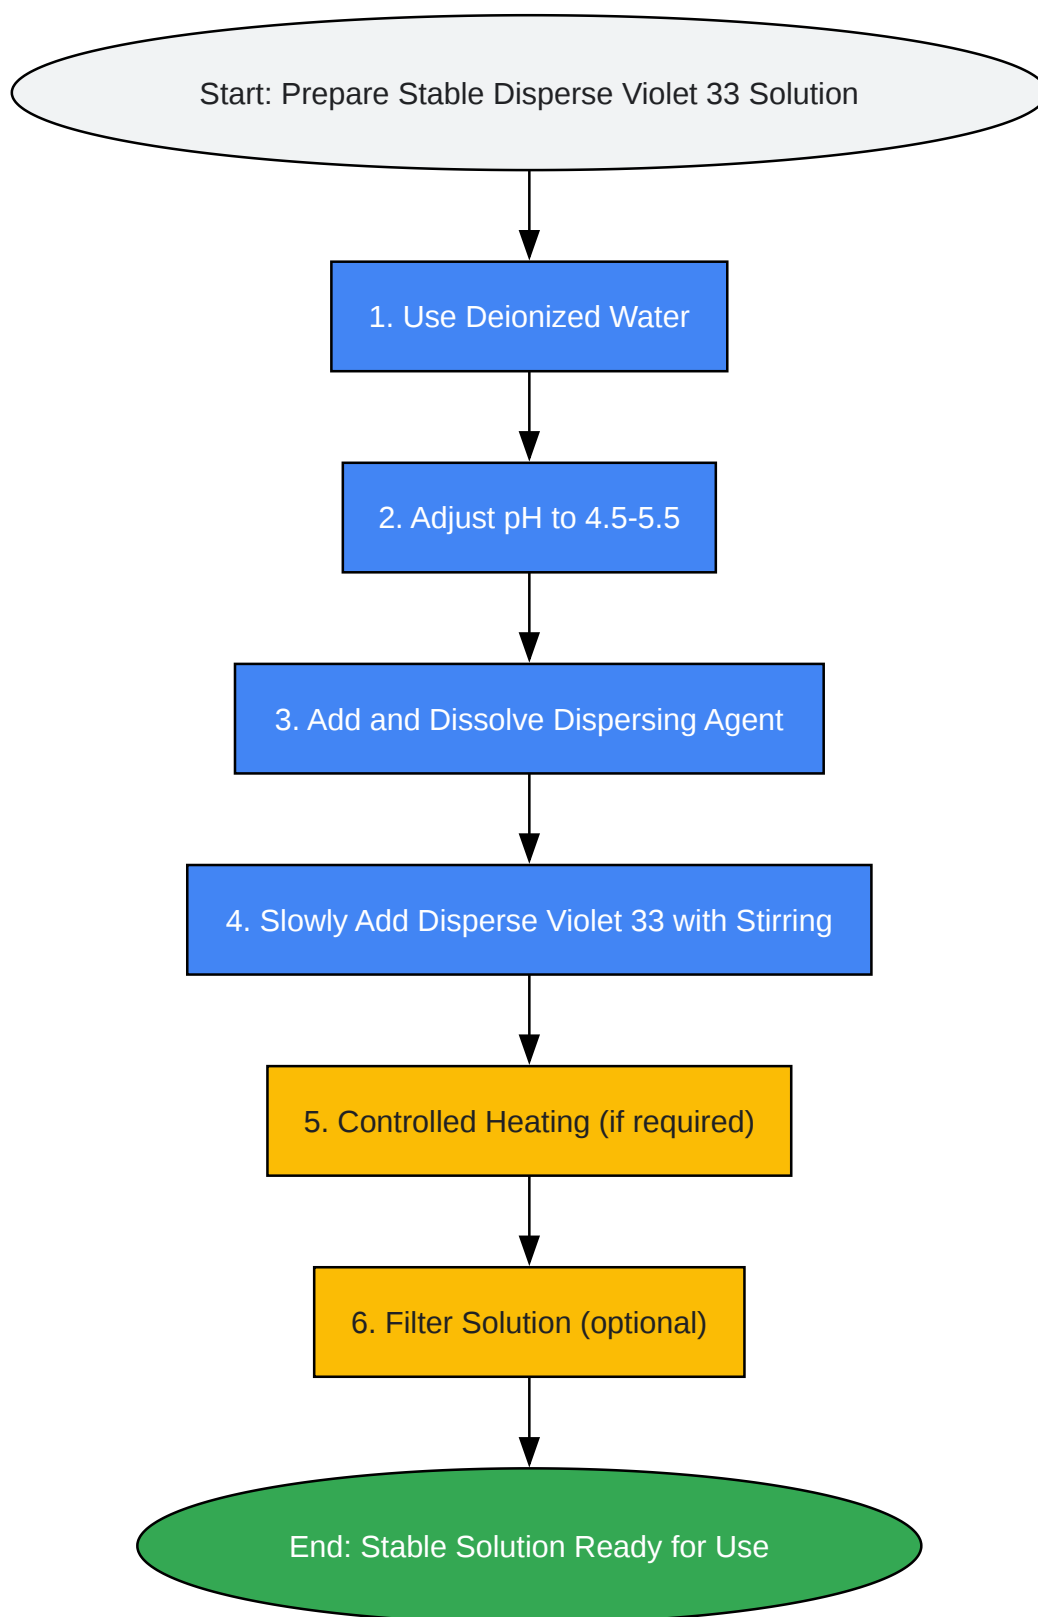 Start: Prepare Stable Disperse Violet 33 Solution
1. Use Deionized Water
2. Adjust pH to 4.5-5.5
3. Add and Dissolve Dispersing Agent
4. Slowly Add Disperse Violet 33 with Stirring
5. Controlled Heating (if required)
6. Filter Solution (optional)
End: Stable Solution Ready for Use